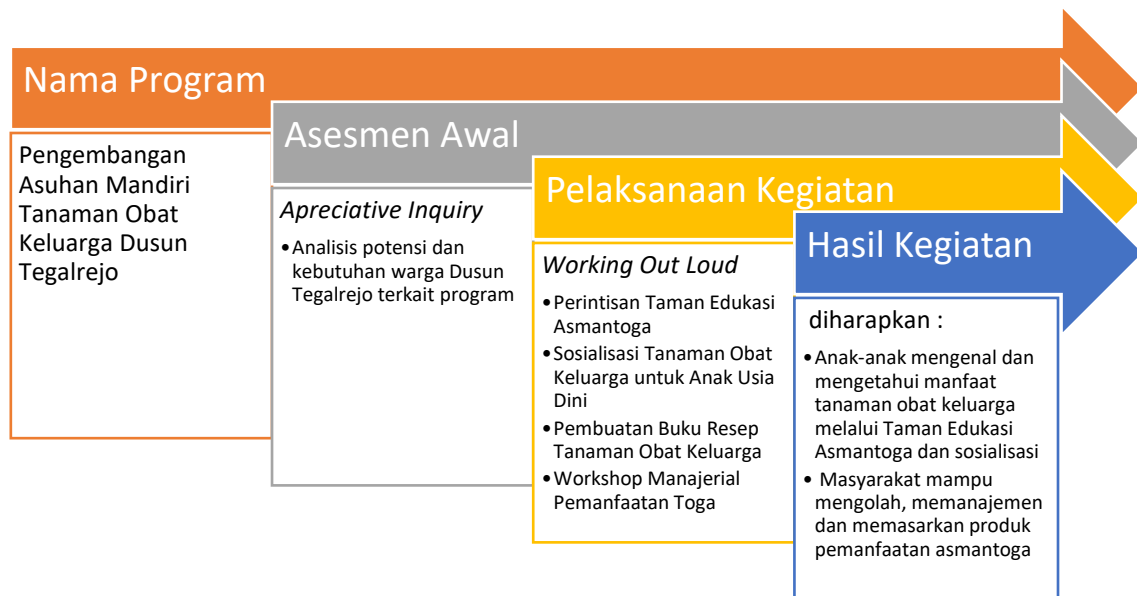 Nama Program
Pengembangan
Asuhan Mandiri
Tanaman Obat
Keluarga Dusun
Tegalrejo
Asesmen Awal
Apreciative Inquiry
•Analisis potensi dan
kebutuhan warga Dusun
Tegalrejo terkait program
Pelaksanaan Kegiatan
Working Out Loud
•Perintisan Taman Edukasi
Asmantoga
•Sosialisasi Tanaman Obat
Keluarga untuk Anak Usia
Dini
•Pembuatan Buku Resep
Tanaman Obat Keluarga
•Workshop Manajerial
Pemanfaatan Toga
Hasil Kegiatan
diharapkan :
•Anak-anak mengenal dan
mengetahui manfaat
tanaman obat keluarga
melalui Taman Edukasi
Asmantoga dan sosialisasi
• Masyarakat mampu
mengolah, memanajemen
dan memasarkan produk
pemanfaatan asmantoga